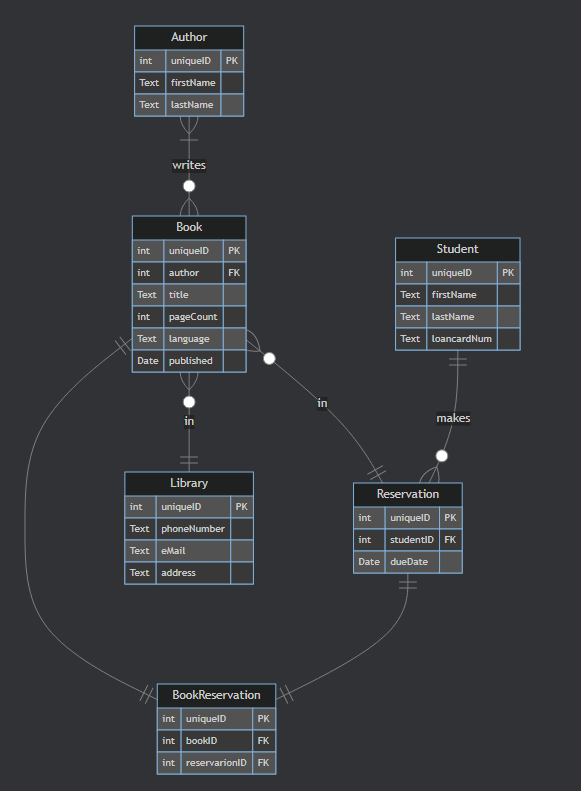 Author
int uniqueID PK
Text firstName
Text lastName
writes
Book
int uniqueID PK
int author FK
Text title
int pageCount
Text language
Date published
Student
int uniqueID PK
Text firstName
Text lastName
Text loancardNum
in
in
makes
Library
int uniqueID PK
Text phoneNumber
Text eMail
Text address
Reservation
int uniqueID PK
int studentID FK
Date dueDate
BookReservation
int uniqueID PK
int bookID FK
int reservarionID FK